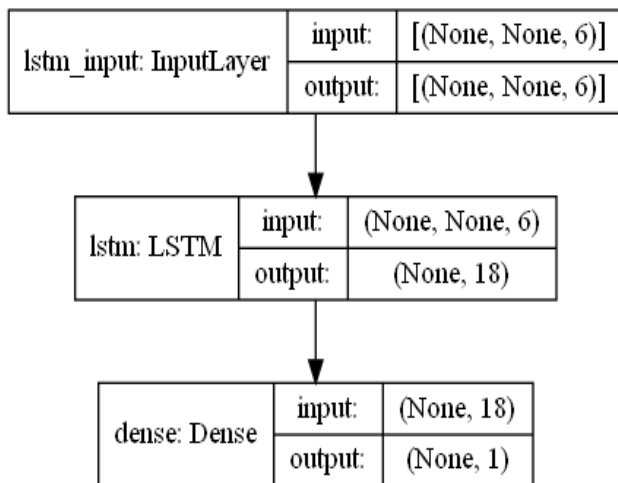 lstm_input: InputLayer
input:
[(None, None, 6)]
output:
[(None, None, 6)]
lstm: LSTM
input:
(None, None, 6)
output:
(None, 18)
dense: Dense
input:
(None, 18)
output:
(None, 1)